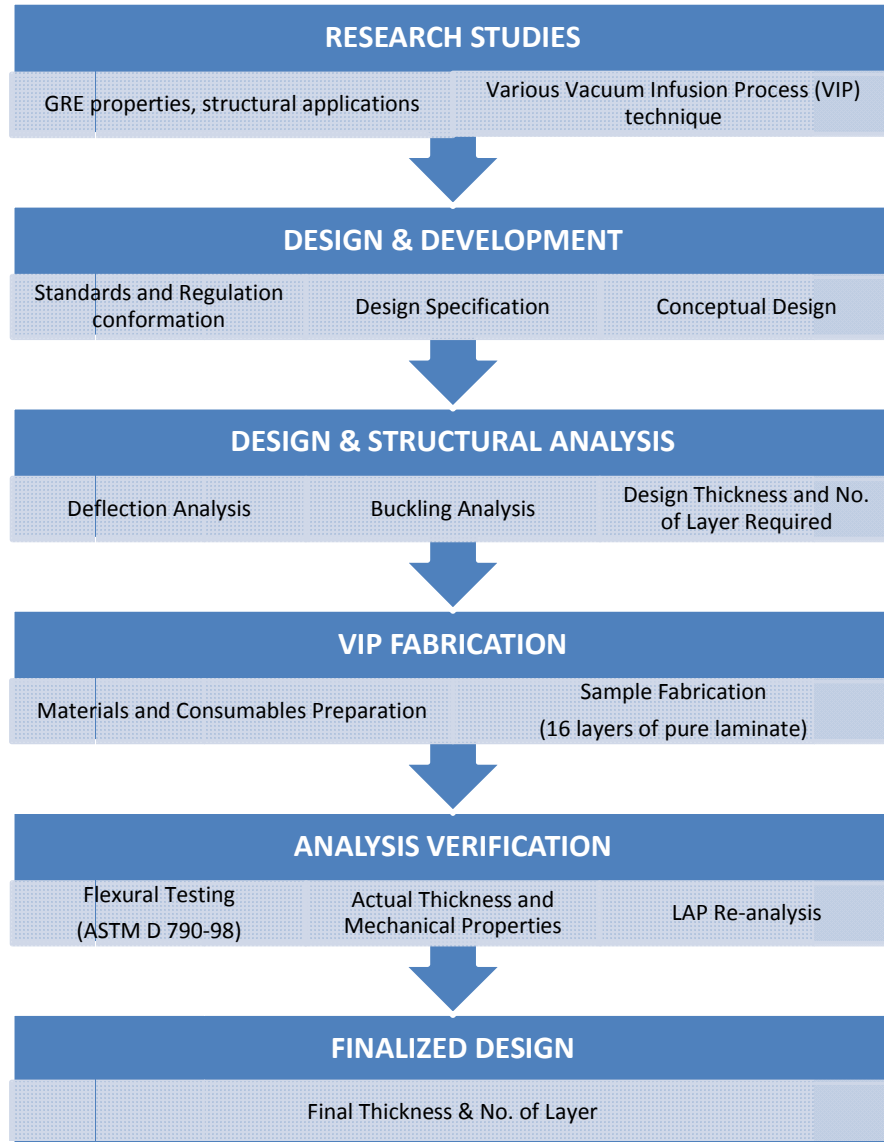 RESEARCH STUDIES
GRE properties, structural applications
Various Vacuum Infusion Process (VIP)
technique
DESIGN & DEVELOPMENT
Standards and Regulation
conformation
Design Specification
Conceptual Design
DESIGN & STRUCTURAL ANALYSIS
Deflection Analysis
Buckling Analysis
Design Thickness and No.
of Layer Required
VIP FABRICATION
Materials and Consumables Preparation
Sample Fabrication
(16 layers of pure laminate)
ANALYSIS VERIFICATION
Flexural Testing
(ASTM D 790-98)
Actual Thickness and
Mechanical Properties
LAP Re-analysis
FINALIZED DESIGN
Final Thickness & No. of Layer